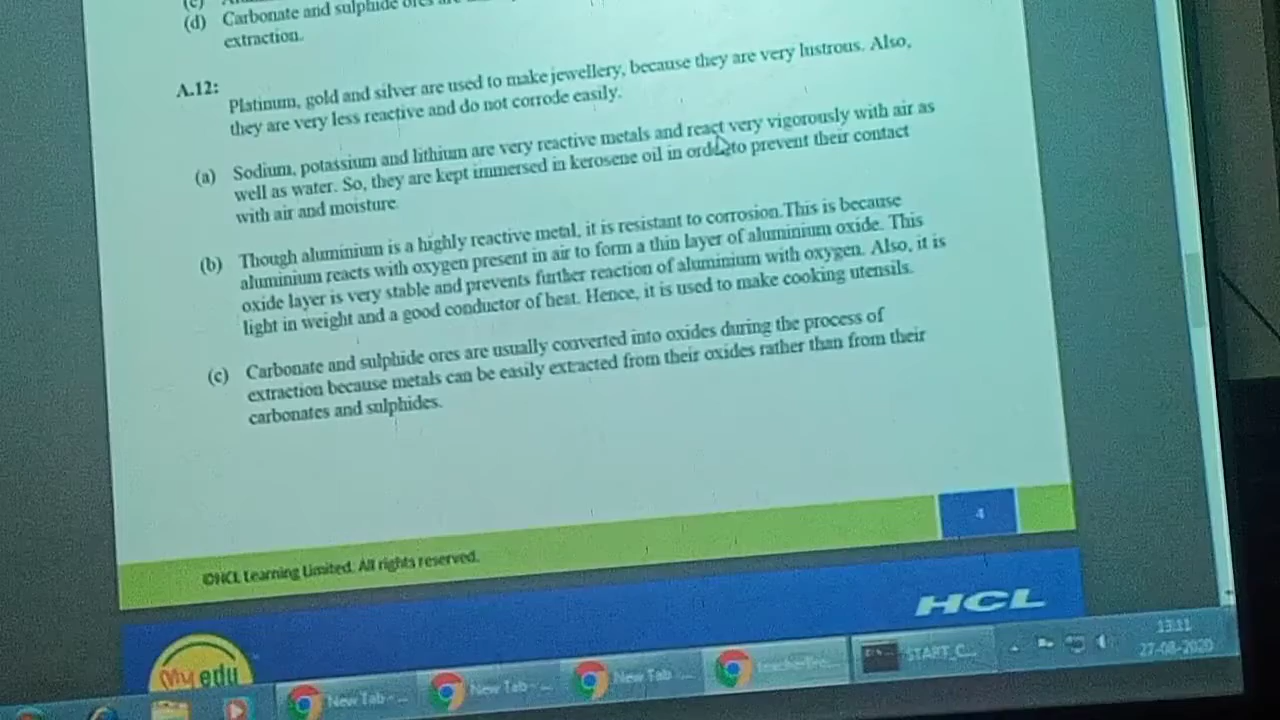 (c)
(d) Carbonate and sulphide ores are
extraction.
A.12:
Platinum, gold and silver are used to make jewellery, because they are very lustrous. Also,
they are very less reactive and do not corrode easily.
(a) Sodium, potassium and lithium are very reactive metals and react very vigorously with air as
well as water. So, they are kept immersed in kerosene oil in order to prevent their contact
with air and moisture
(b) Though aluminium is a highly reactive metal, it is resistant to corrosion.This is because
aluminium reacts with oxygen present in air to form a thin layer of aluminium oxide. This
oxide layer is very stable and prevents further reaction of aluminium with oxygen. Also, it is
light in weight and a good conductor of heat. Hence, it is used to make cooking utensils.
(c) Carbonate and sulphide ores are usually converted into oxides during the process of
extraction because metals can be easily extracted from their oxides rather than from their
carbonates and sulphides.
4
©HCL Learning Limited. All rights reserved.
HCL
My edu
New Tab - ... New Tab - ... New Tab ... START_C...
13:11
27-08-2020